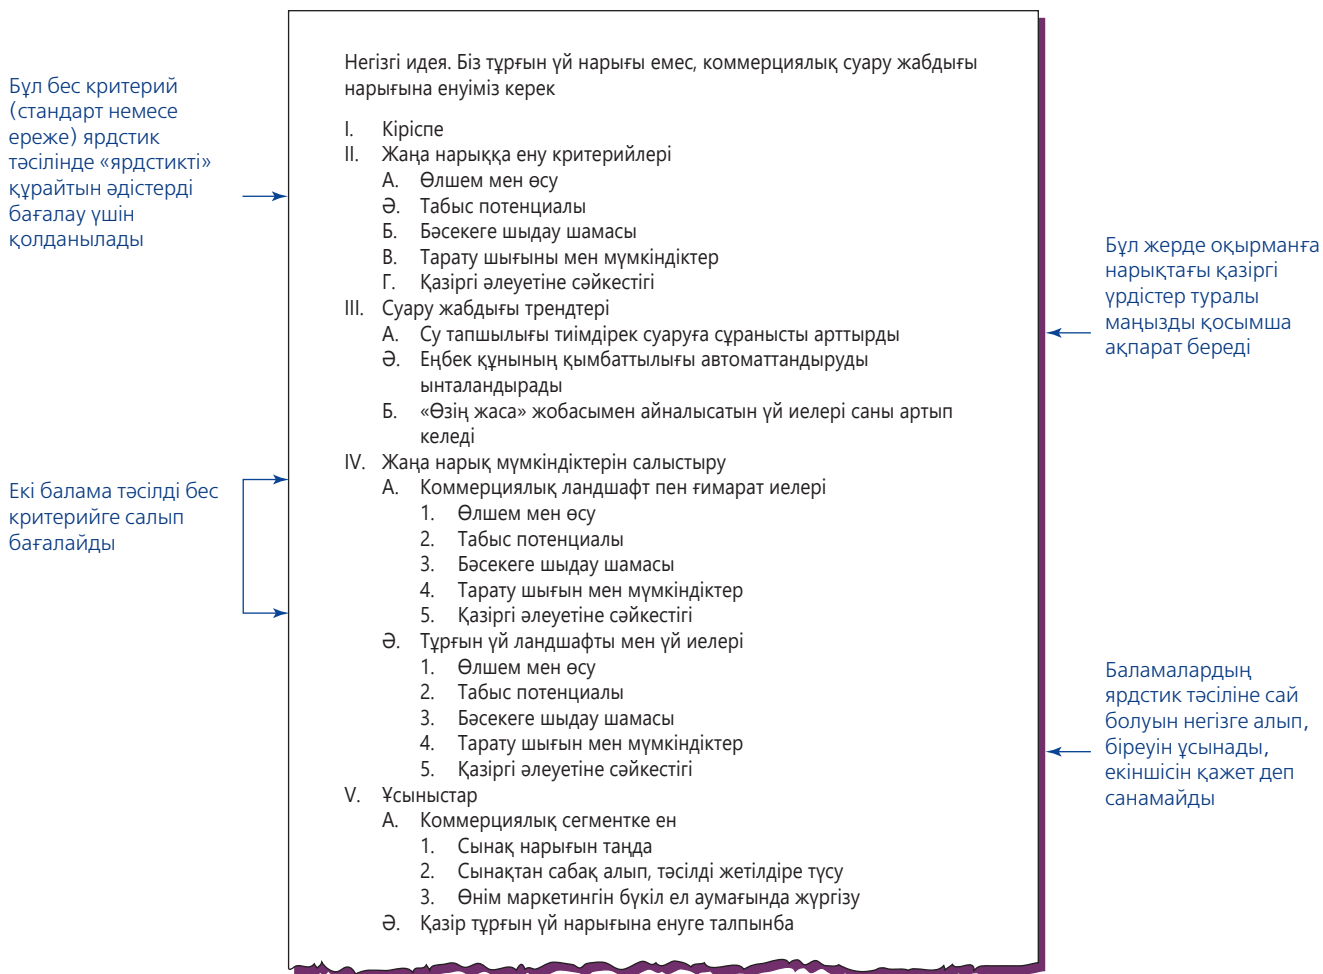 Негізгі идея. Біз тұрғын үй нарығы емес, коммерциялық суару жабдығы
нарығына енуіміз керек
Бұл бес критерий
(стандарт немесе
ереже) ярдстик
тәсілінде «ярдстикті»
құрайтын әдістерді
бағалау үшін
қолданылады
I. Кіріспе
II. Жаңа нарыққа ену критерийлері
А. Өлшем мен өсу
Ә. Табыс потенциалы
Б. Бәсекеге шыдау шамасы
В. Тарату шығыны мен мүмкіндіктер
Г. Қазіргі әлеуетіне сәйкестігі
III. Суару жабдығы трендтері
А. Су тапшылығы тиімдірек суаруға сұранысты арттырды
Ә. Еңбек құнының қымбаттылығы автоматтандыруды
ынталандырады
Б. «Өзің жаса» жобасымен айналысатын үй иелері саны артып
келеді
Бұл жерде оқырманға
нарықтағы қазіргі
үрдістер туралы
маңызды қосымша
ақпарат береді
IV. Жаңа нарық мүмкіндіктерін салыстыру
А. Коммерциялық ландшафт пен ғимарат иелері
1. Өлшем мен өсу
2. Табыс потенциалы
3. Бәсекеге шыдау шамасы
4. Тарату шығын мен мүмкіндіктер
5. Қазіргі әлеуетіне сәйкестігі
Ә. Тұрғын үй ландшафты мен үй иелері
1. Өлшем мен өсу
2. Табыс потенциалы
3. Бәсекеге шыдау шамасы
4. Тарату шығын мен мүмкіндіктер
5. Қазіргі әлеуетіне сәйкестігі
Екі балама тәсілді бес
критерийге салып
бағалайды
V. Ұсыныстар
А. Коммерциялық сегментке ен
1. Сынақ нарығын таңда
2. Сынақтан сабақ алып, тәсілді жетілдіре түсу
3. Өнім маркетингін бүкіл ел аумағында жүргізу
Ә. Қазір тұрғын үй нарығына енуге талпынба
Баламалардың
ярдстик тәсіліне сай
болуын негізге алып,
біреуін ұсынады,
екіншісін қажет деп
санамайды